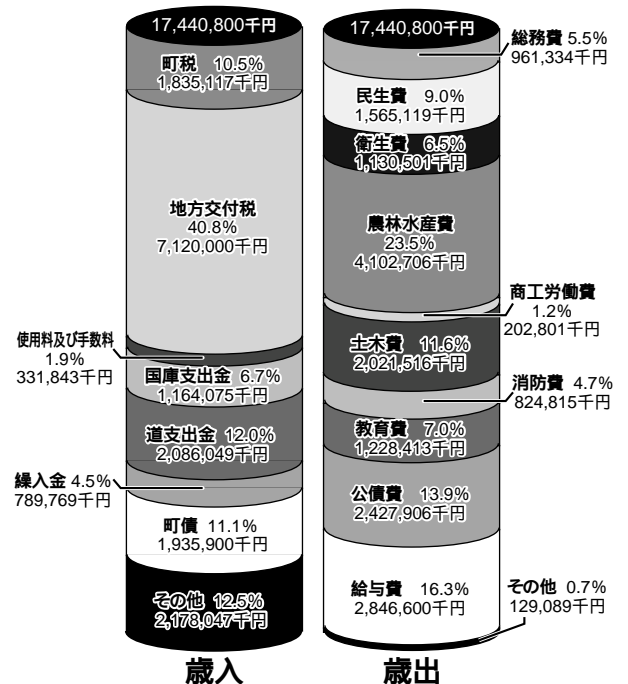 17,440,800千円
町税 10.5%
1,835,117千円
地方交付税
40.8%
7,120,000千円
使用料及び手数料
1.9%
331,843千円
国庫支出金 6.7%
1,164,075千円
道支出金 12.0%
2,086,049千円
繰入金 4.5%
789,769千円
町債 11.1%
1,935,900千円
その他 12.5%
2,178,047千円
歳入
17,440,800千円
総務費 5.5%
961,334千円
民生費 9.0%
1,565,119千円
衛生費 6.5%
1,130,501千円
農林水産費
23.5%
4,102,706千円
商工労働費
1.2%
202,801千円
土木費 11.6%
2,021,516千円
消防費 4.7%
824,815千円
教育費 7.0%
1,228,413千円
公債費 13.9%
2,427,906千円
給与費 16.3%
2,846,600千円
その他 0.7%
129,089千円
歳出